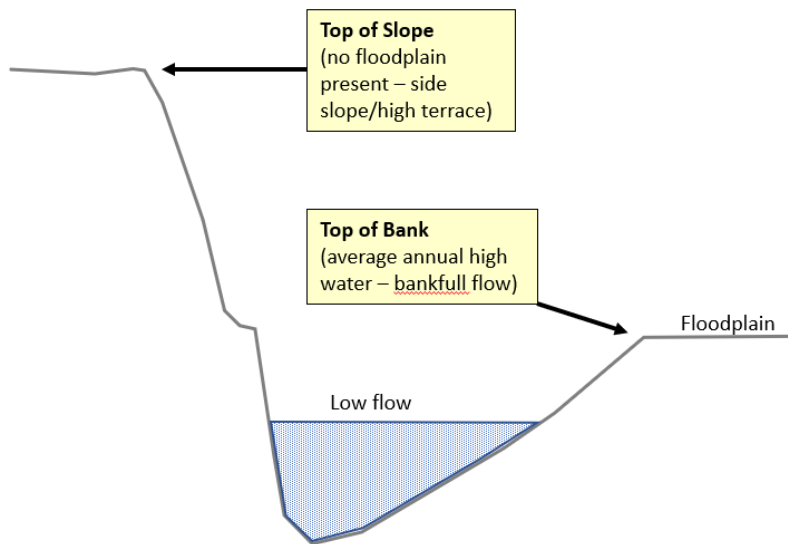 Top of Slope
(no floodplain
present – side
slope/high terrace)
Top of Bank
(average annual high
water – bankfull flow)
Floodplain
Low flow